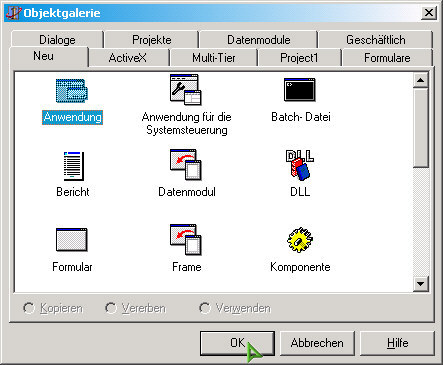 Objektgalerie
Dialoge Projekte Datenmodule Geschäftlich
Neu ActiveX Multi-Tier Project1 Formulare
Anwendung Anwendung für die Systemsteuerung Batch- Datei
Bericht Datenmodul DLL
DLL
Formular Frame Komponente
Kopieren Vererben Verwenden
OK Abbrechen Hilfe